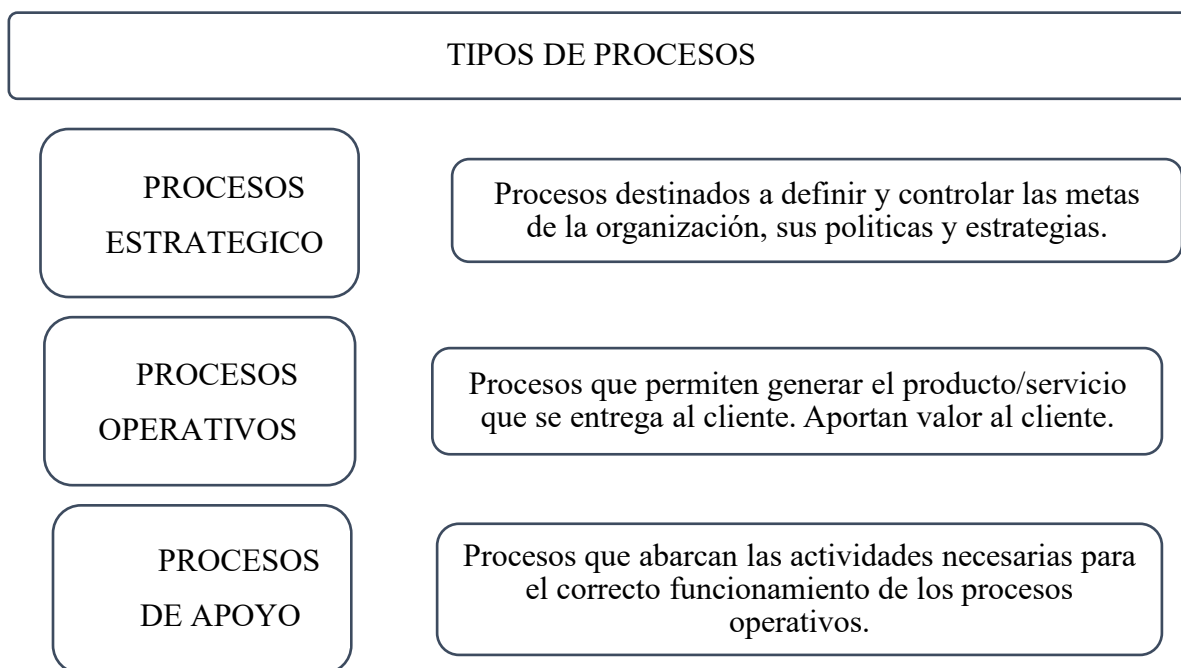 TIPOS DE PROCESOS
PROCESOS
ESTRATEGICO
Procesos destinados a definir y controlar las metas
de la organización, sus politicas y estrategias.
PROCESOS
OPERATIVOS
Procesos que permiten generar el producto/servicio
que se entrega al cliente. Aportan valor al cliente.
PROCESOS
DE APOYO
Procesos que abarcan las actividades necesarias para
el correcto funcionamiento de los procesos
operativos.